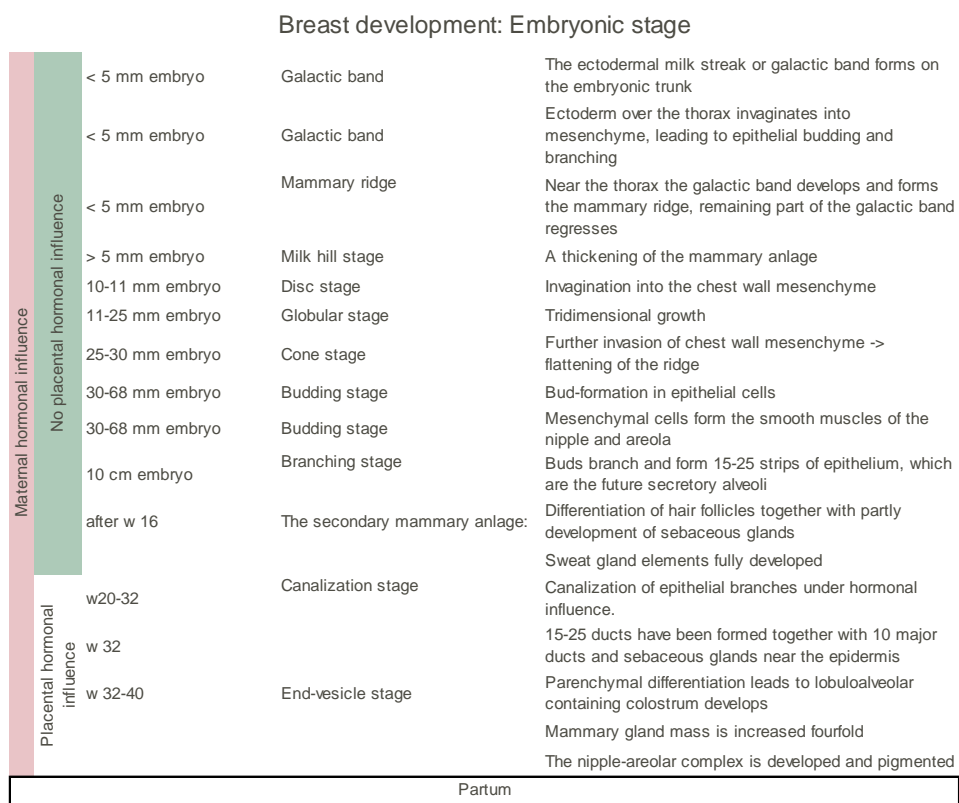 Breast development: Embryonic stage
Maternal hormonal influence
No placental hormonal influence
< 5 mm embryo
Galactic band
The ectodermal milk streak or galactic band forms on
the embryonic trunk
< 5 mm embryo
Galactic band
Ectoderm over the thorax invaginates into
mesenchyme, leading to epithelial budding and
branching
< 5 mm embryo
Mammary ridge
Near the thorax the galactic band develops and forms
the mammary ridge, remaining part of the galactic band
regresses
> 5 mm embryo
Milk hill stage
A thickening of the mammary anlage
10-11 mm embryo
Disc stage
Invagination into the chest wall mesenchyme
11-25 mm embryo
Globular stage
Tridimensional growth
25-30 mm embryo
Cone stage
Further invasion of chest wall mesenchyme ->
flattening of the ridge
30-68 mm embryo
Budding stage
Bud-formation in epithelial cells
30-68 mm embryo
Budding stage
Mesenchymal cells form the smooth muscles of the
nipple and areola
10 cm embryo
Branching stage
Buds branch and form 15-25 strips of epithelium, which
are the future secretory alveoli
after w 16
The secondary mammary anlage:
Differentiation of hair follicles together with partly
development of sebaceous glands
Sweat gland elements fully developed
Placental hormonal
influence
w20-32
Canalization stage
Canalization of epithelial branches under hormonal
influence.
w 32
15-25 ducts have been formed together with 10 major
ducts and sebaceous glands near the epidermis
w 32-40
End-vesicle stage
Parenchymal differentiation leads to lobuloalveolar
containing colostrum develops
Mammary gland mass is increased fourfold
The nipple-areolar complex is developed and pigmented
Partum